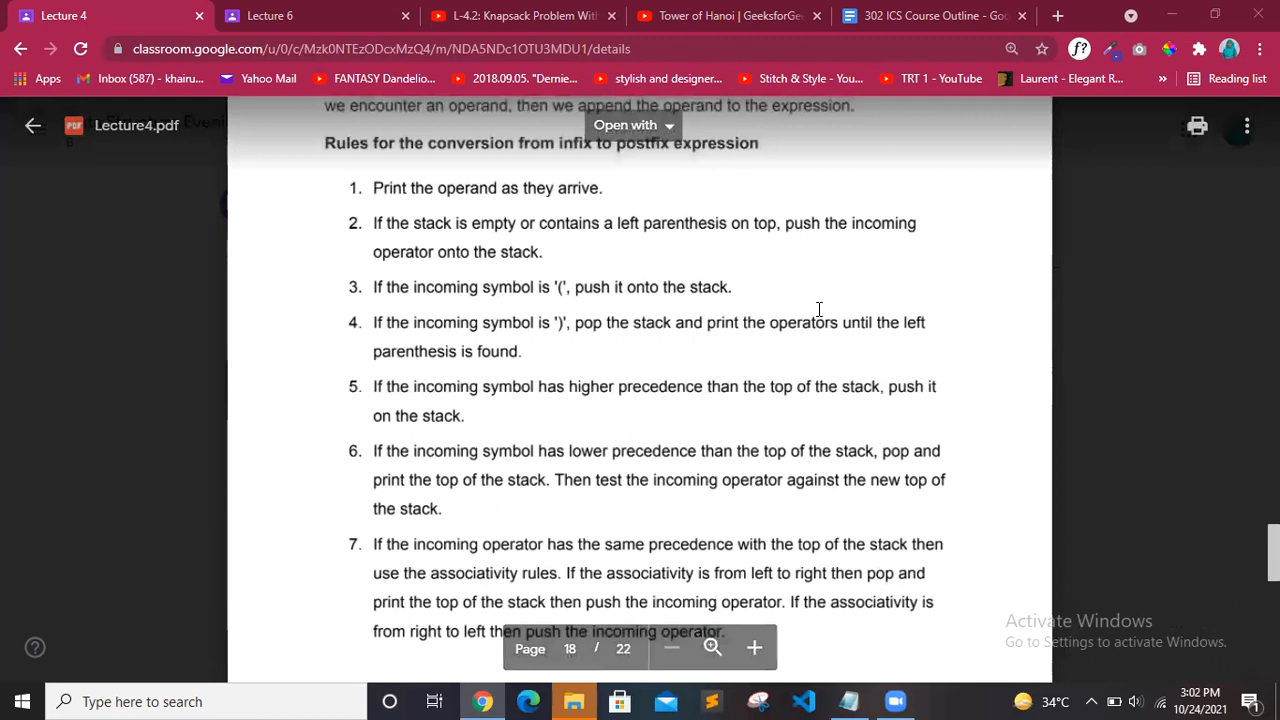 Lecture 4
Lecture 6
L-4.2: Knapsack Problem With
Tower of Hanoi | GeeksforGe
302 ICS Course Outline - Goo
classroom.google.com/u/0/c/Mzk0NTEzODcxMzQ4/m/NDA5NDc1OTU3MDU1/details
Apps
Inbox (587) - khairu...
Yahoo Mail
FANTASY Dandelio...
2018.09.05. "Dernie...
stylish and designer...
Stitch & Style - You...
TRT 1 - YouTube
Laurent - Elegant R...
»
Reading list
we encounter an operand, then we append the operand to the expression.
Lecture4.pdf
Open with
Rules for the conversion from infix to postfix expression
1. Print the operand as they arrive.
2. If the stack is empty or contains a left parenthesis on top, push the incoming
operator onto the stack.
3. If the incoming symbol is '(', push it onto the stack.
4. If the incoming symbol is ')', pop the stack and print the operators until the left
parenthesis is found.
5. If the incoming symbol has higher precedence than the top of the stack, push it
on the stack.
6. If the incoming symbol has lower precedence than the top of the stack, pop and
print the top of the stack. Then test the incoming operator against the new top of
the stack.
7. If the incoming operator has the same precedence with the top of the stack then
use the associativity rules. If the associativity is from left to right then pop and
print the top of the stack then push the incoming operator. If the associativity is
from right to left then push the incoming operator.
Activate Windows
Go to Settings to activate Windows.
Page 18 / 22
Type here to search
34°C
3:02 PM
10/24/2021